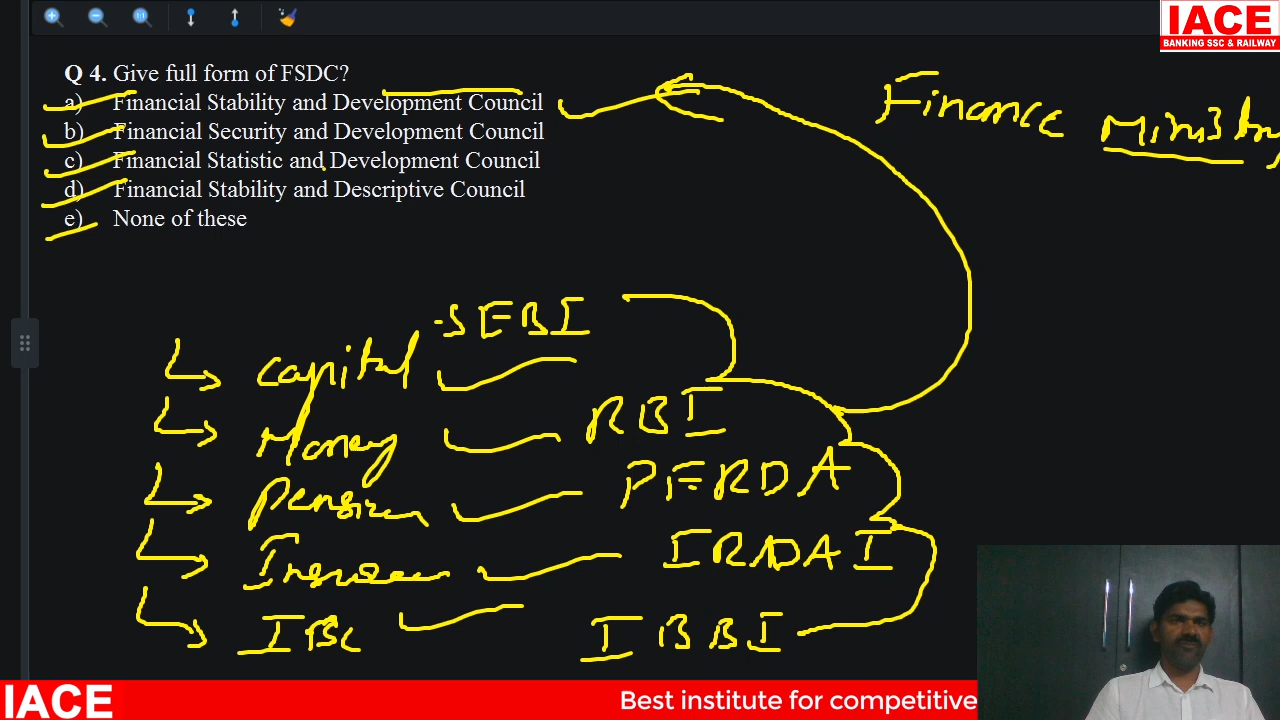 IACE
BANKING SSC & RAILWAY
Q 4. Give full form of FSDC?
a) Financial Stability and Development Council
b) Financial Security and Development Council
c) Financial Statistic and Development Council
d) Financial Stability and Descriptive Council
e) None of these
Finance Ministry
capital SEBI
Money RBI
Pension PFRDA
IRDAI
IBC IBBI
IACE
Best institute for competitive